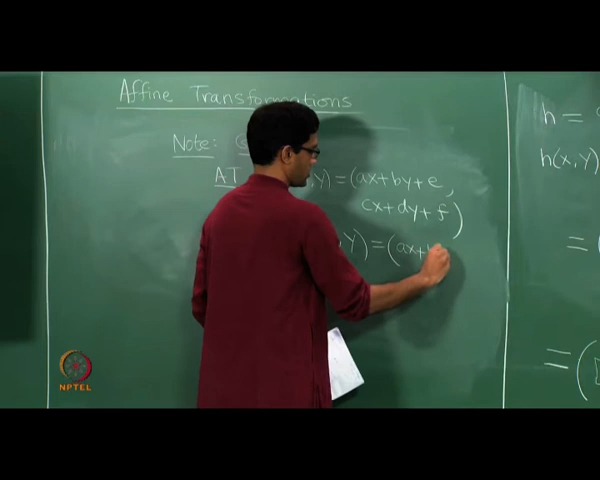 Affine Transformations
Note:
A.T ,Y) = (ax+by+e,
cx+dy+f)
,Y) = (ax+
h =
h(x,Y)
=
= (
NPTEL